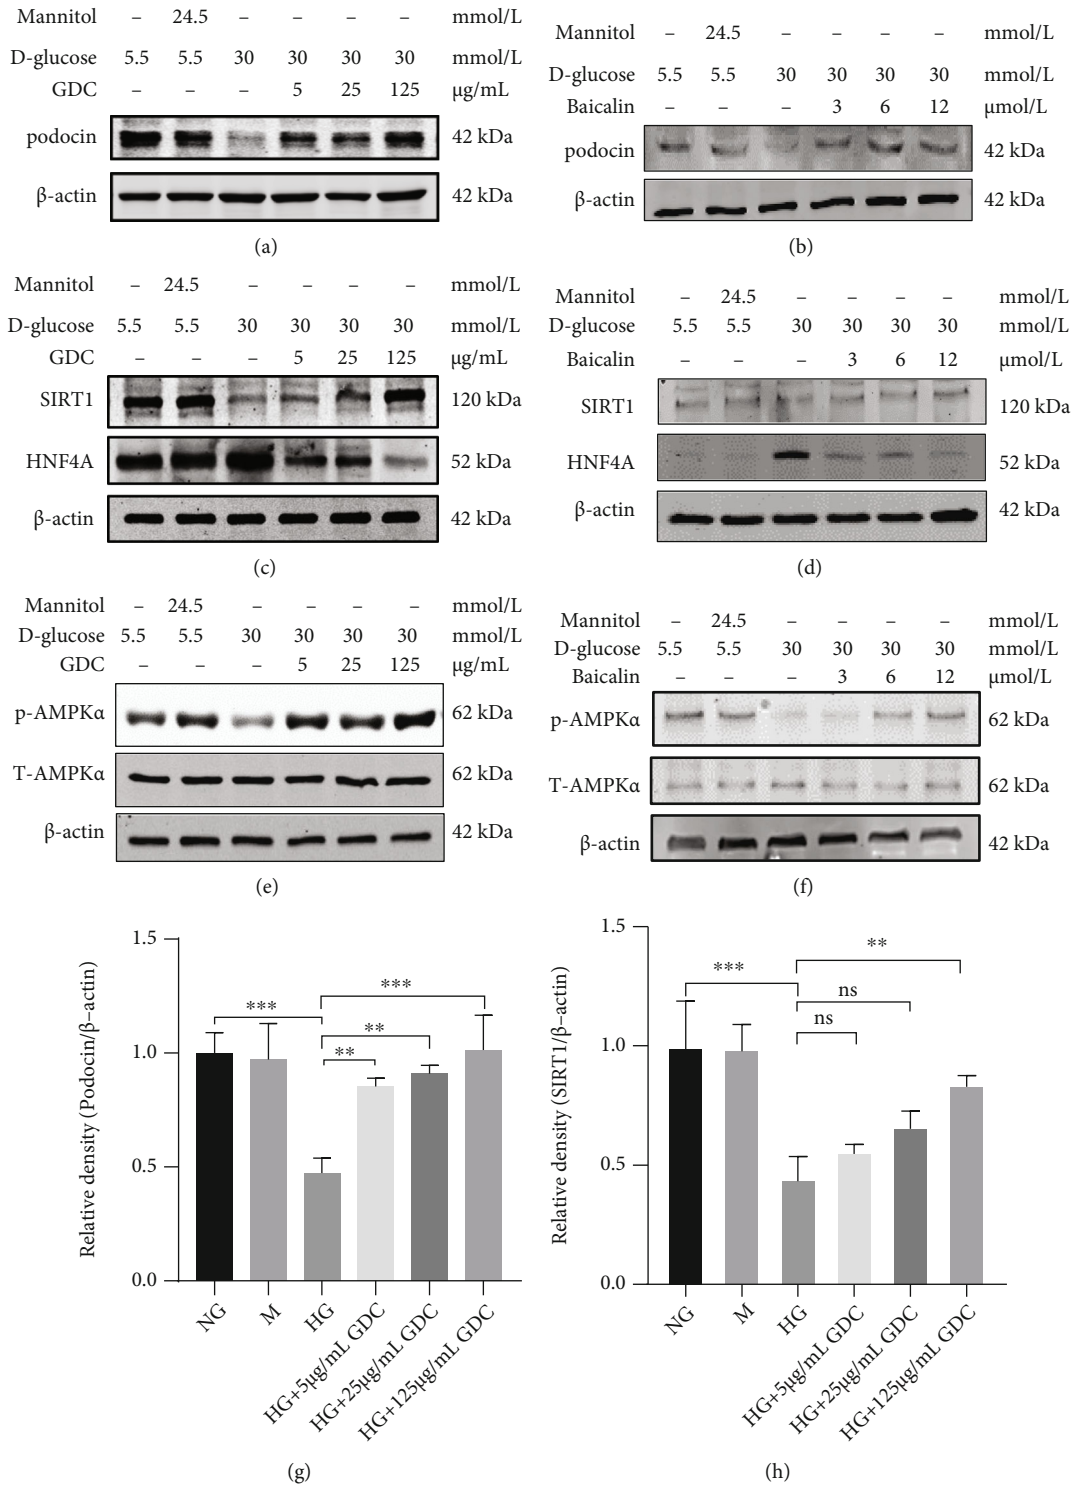 Mannitol – 24.5 – – – – mmol/L
D-glucose 5.5 5.5 30 30 30 30 mmol/L
GDC – – – 5 25 125 μg/mL
podocin 42 kDa
β-actin 42 kDa
(a)
Mannitol – 24.5 – – – – mmol/L
D-glucose 5.5 5.5 30 30 30 30 mmol/L
Baicalin – – – 3 6 12 μmol/L
podocin 42 kDa
β-actin 42 kDa
(b)
Mannitol – 24.5 – – – – mmol/L
D-glucose 5.5 5.5 30 30 30 30 mmol/L
GDC – – – 5 25 125 μg/mL
SIRT1 120 kDa
HNF4A 52 kDa
β-actin 42 kDa
(c)
Mannitol – 24.5 – – – – mmol/L
D-glucose 5.5 5.5 30 30 30 30 mmol/L
Baicalin – – – 3 6 12 μmol/L
SIRT1 120 kDa
HNF4A 52 kDa
β-actin 42 kDa
(d)
Mannitol – 24.5 – – – – mmol/L
D-glucose 5.5 5.5 30 30 30 30 mmol/L
GDC – – – 5 25 125 μg/mL
p-AMPKα 62 kDa
T-AMPKα 62 kDa
β-actin 42 kDa
(e)
Mannitol – 24.5 – – – – mmol/L
D-glucose 5.5 5.5 30 30 30 30 mmol/L
Baicalin – – – 3 6 12 μmol/L
p-AMPKα 62 kDa
T-AMPKα 62 kDa
β-actin 42 kDa
(f)
Relative density (Podocin/β–actin)
1.5
1.0
0.5
0.0
***
***
**
**
NG
M
HG
HG+5μg/mL GDC
HG+25μg/mL GDC
HG+125μg/mL GDC
(g)
Relative density (SIRT1/β–actin)
1.5
1.0
0.5
0.0
**
***
ns
ns
NG
M
HG
HG+5μg/mL GDC
HG+25μg/mL GDC
HG+125μg/mL GDC
(h)